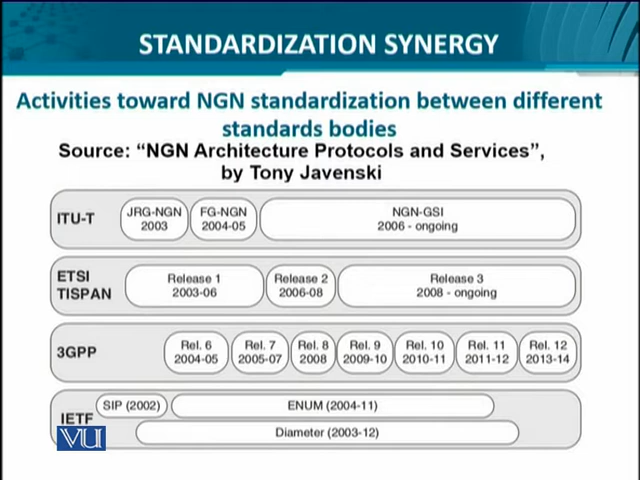 STANDARDIZATION SYNERGY
Activities toward NGN standardization between different
standards bodies
Source: “NGN Architecture Protocols and Services”,
by Tony Javenski
ITU-T
JRG-NGN
2003
FG-NGN
2004-05
NGN-GSI
2006 - ongoing
ETSI
TISPAN
Release 1
2003-06
Release 2
2006-08
Release 3
2008 - ongoing
3GPP
Rel. 6
2004-05
Rel. 7
2005-07
Rel. 8
2008
Rel. 9
2009-10
Rel. 10
2010-11
Rel. 11
2011-12
Rel. 12
2013-14
IETF
SIP (2002)
ENUM (2004-11)
Diameter (2003-12)
VU